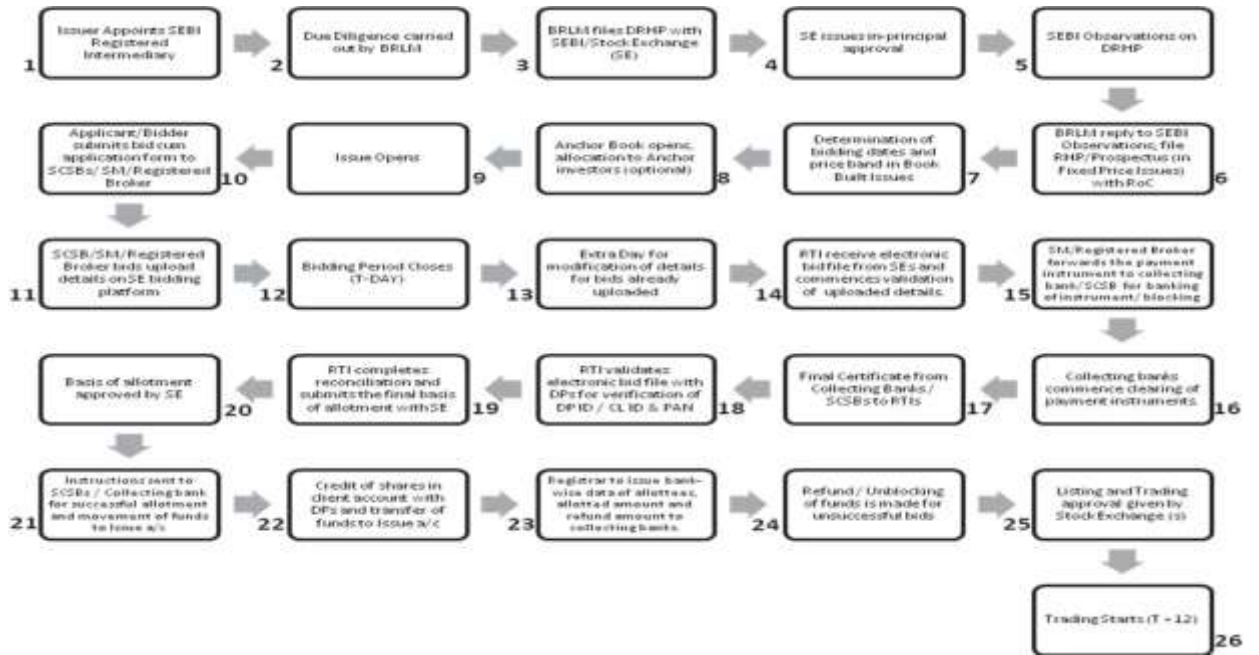 Issuer Appoints SEBI
Registered
Intermediary
1
Due Diligence carried
out by BRLM
2
BRLM files DRHP with
SEBI/Stock Exchange
(SE)
3
SE issues in-principal
approval
4
SEBI Observations on
DRHP
5
BRLM reply to SEBI
Observations, file
RHP/Prospectus (in
Fixed Price Issues) with
RoC
6
Determination of
bidding dates and
price band in Book
Built Issues
7
Anchor Book opens,
allocation to Anchor
investors (optional)
8
Issue Opens
9
Applicant/Bidder
submits bid cum
application form to
SCSBs/ SM/Registered
Broker
10
SCSB/SM/Registered
Broker bids upload
details on SE bidding
platform
11
Bidding Period Closes
(T-DAY)
12
Extra Day for
modification of details
for bids already
uploaded
13
RTI receive electronic
bid file from SEs and
commences validation
of uploaded details.
14
SM/Registered Broker
forwards the payment
instrument to collecting
bank/SCSB for banking
of instrument/ blocking
15
Collecting banks
commence clearing of
payment instruments.
16
Final Certificate from
Collecting Banks /
SCSBs to RTIs
17
RTI validates
electronic bid file with
DPs for verification of
DPID / CLID & PAN
18
RTI completes
reconciliation and
submits the final basis
of allotment with SE
19
Basis of allotment
approved by SE
20
Instructions sent to
SCSBs / Collecting bank
for successful allotment
and movement of funds
to Issue a/c
21
Credit of shares in
client account with
DPs and transfer of
funds to Issue a/c
22
Registrar to issue bank-
wise data of allottees,
allotted amount and
refund amount to
collecting banks.
23
Refund / Unblocking
of funds is made for
unsuccessful bids
24
Listing and Trading
approval given by
Stock Exchange (s)
25
Trading Starts (T + 12)
26